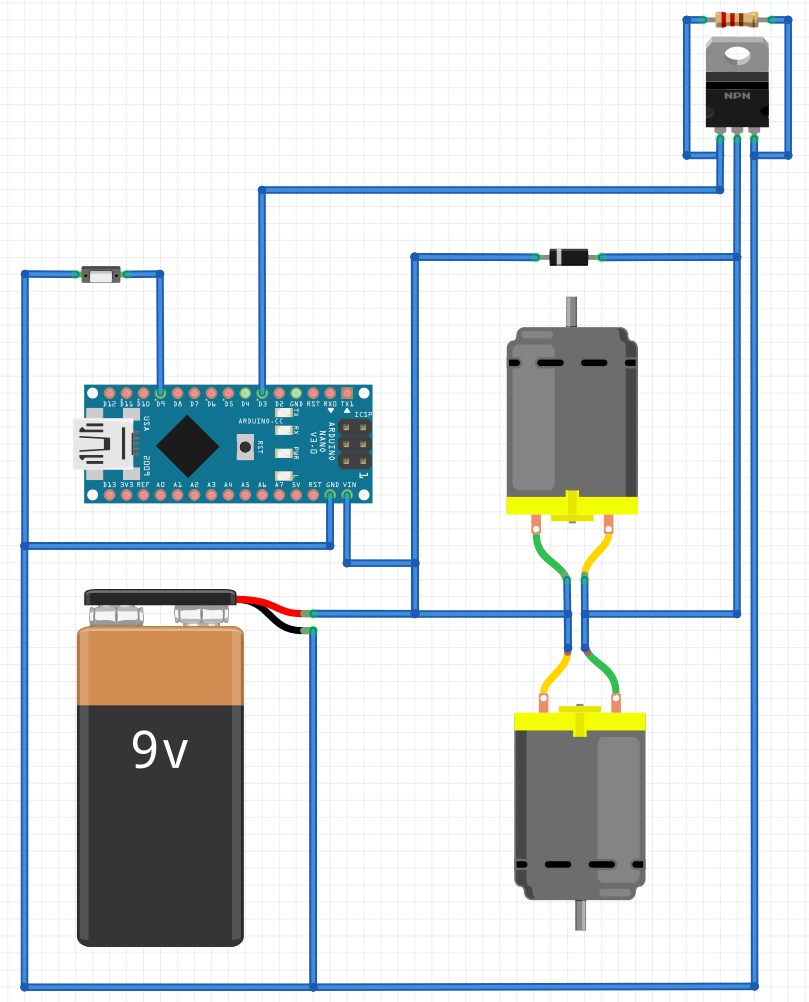 NPN
D12 D11 D10 D9 D8 D7 D6 D5 D4 D3 D2 GND RST RX0 TX1
TX
RX
PWR
L
ARDUINO.CC
RST
ARDUINO
NANO
V3.0
ICSP
1
USA
2009
D13 3V3 REF A0 A1 A2 A3 A4 A5 A6 A7 5V RST GND VIN
9v